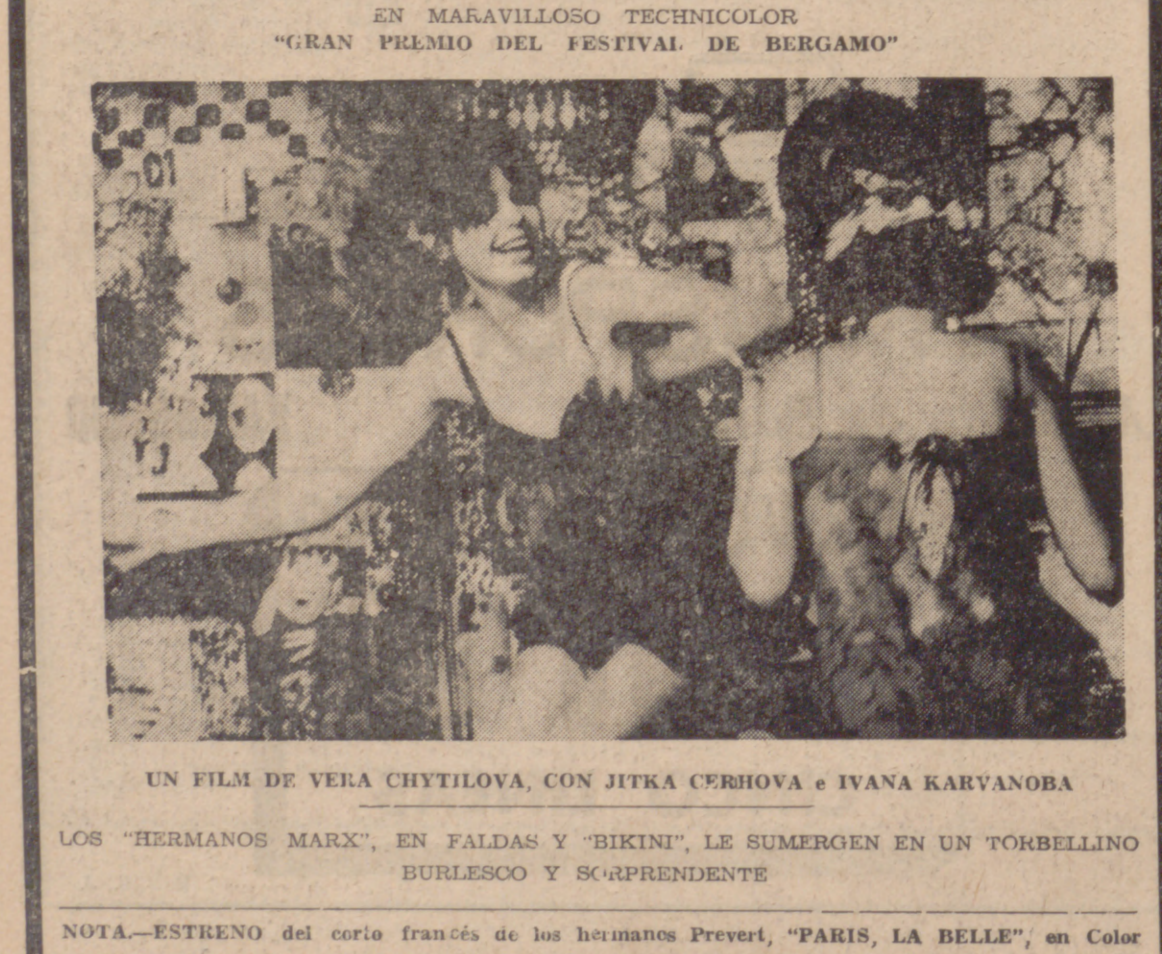 EN MARAVILLOSO TECHNICOLOR
“GRAN PREMIO DEL FESTIVAL DE BERGAMO”
01
UN FILM DE VERA CHYTILOVA, CON JITKA CERHOVA e IVANA KARVANOBA
LOS “HERMANOS MARX”, EN FALDAS Y “BIKINI”, LE SUMERGEN EN UN TORBELLINO
BURLESCO Y SORPRENDENTE
NOTA.—ESTRENO del corto francés de los hermanos Prevert, “PARIS, LA BELLE”, en Color